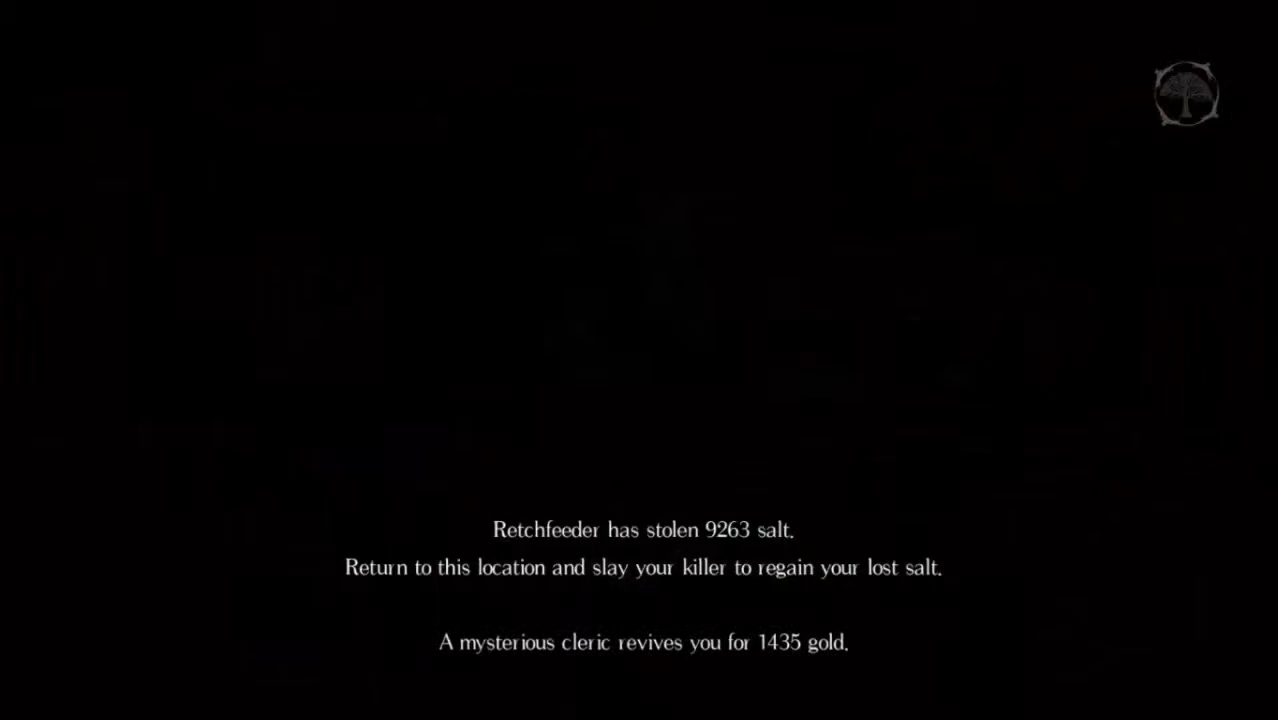 Retchfeeder has stolen 9263 salt.
Return to this location and slay your killer to regain your lost salt.
A mysterious cleric revives you for 1435 gold.